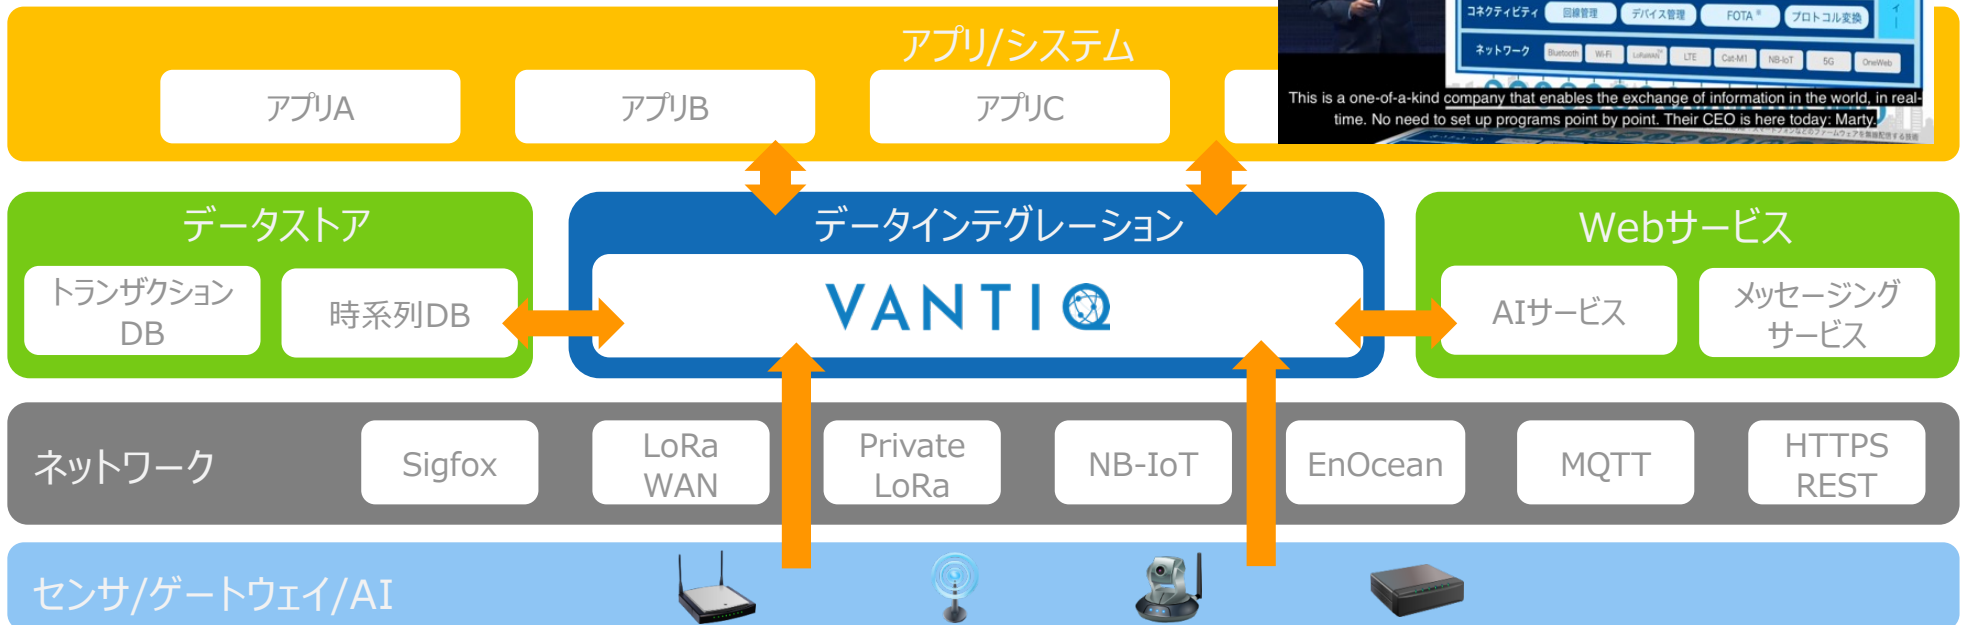 アプリ/システム
アプリA
アプリB
アプリC
コネクティビティ 回線管理 デバイス管理 FOTA※ プロトコル変換
ネットワーク Bluetooth Wi-Fi LoRaWAN™ LTE Cat-M1 NB-IoT 5G OneWeb
This is a one-of-a-kind company that enables the exchange of information in the world, in real-
time. No need to set up programs point by point. Their CEO is here today: Marty.
データストア
トランザクション
DB
時系列DB
データインテグレーション
VANTIQ
Webサービス
AIサービス
メッセージング
サービス
ネットワーク
Sigfox
LoRa
WAN
Private
LoRa
NB-IoT
EnOcean
MQTT
HTTPS
REST
センサ/ゲートウェイ/AI